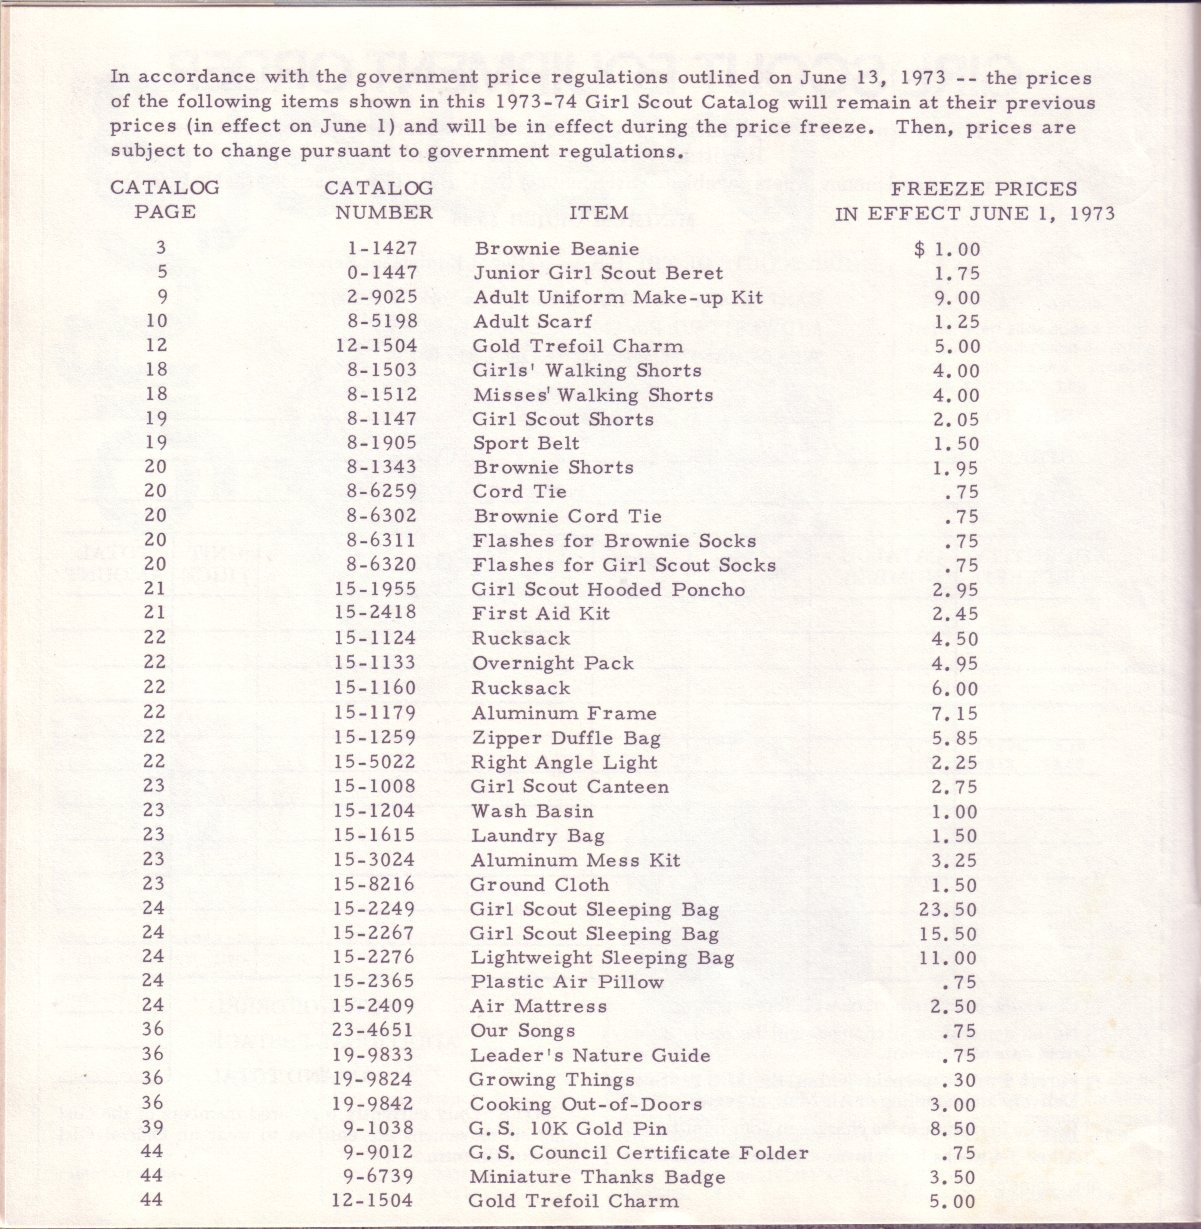 In accordance with the government price regulations outlined on June 13, 1973 -- the prices
of the following items shown in this 1973-74 Girl Scout Catalog will remain at their previous
prices (in effect on June 1) and will be in effect during the price freeze. Then, prices are
subject to change pursuant to government regulations.
CATALOG CATALOG FREEZE PRICES
PAGE NUMBER ITEM IN EFFECT JUNE 1, 1973
3 1-1427 Brownie Beanie $ 1.00
5 0-1447 Junior Girl Scout Beret 1.75
9 2-9025 Adult Uniform Make-up Kit 9.00
10 8-5198 Adult Scarf 1.25
12 12-1504 Gold Trefoil Charm 5.00
18 8-1503 Girls' Walking Shorts 4.00
18 8-1512 Misses' Walking Shorts 4.00
19 8-1147 Girl Scout Shorts 2.05
19 8-1905 Sport Belt 1.50
20 8-1343 Brownie Shorts 1.95
20 8-6259 Cord Tie .75
20 8-6302 Brownie Cord Tie .75
20 8-6311 Flashes for Brownie Socks .75
20 8-6320 Flashes for Girl Scout Socks .75
21 15-1955 Girl Scout Hooded Poncho 2.95
21 15-2418 First Aid Kit 2.45
22 15-1124 Rucksack 4.50
22 15-1133 Overnight Pack 4.95
22 15-1160 Rucksack 6.00
22 15-1179 Aluminum Frame 7.15
22 15-1259 Zipper Duffle Bag 5.85
22 15-5022 Right Angle Light 2.25
23 15-1008 Girl Scout Canteen 2.75
23 15-1204 Wash Basin 1.00
23 15-1615 Laundry Bag 1.50
23 15-3024 Aluminum Mess Kit 3.25
23 15-8216 Ground Cloth 1.50
24 15-2249 Girl Scout Sleeping Bag 23.50
24 15-2267 Girl Scout Sleeping Bag 15.50
24 15-2276 Lightweight Sleeping Bag 11.00
24 15-2365 Plastic Air Pillow .75
24 15-2409 Air Mattress 2.50
36 23-4651 Our Songs .75
36 19-9833 Leader's Nature Guide .75
36 19-9824 Growing Things .30
36 19-9842 Cooking Out-of-Doors 3.00
39 9-1038 G.S. 10K Gold Pin 8.50
44 9-9012 G.S. Council Certificate Folder .75
44 9-6739 Miniature Thanks Badge 3.50
44 12-1504 Gold Trefoil Charm 5.00